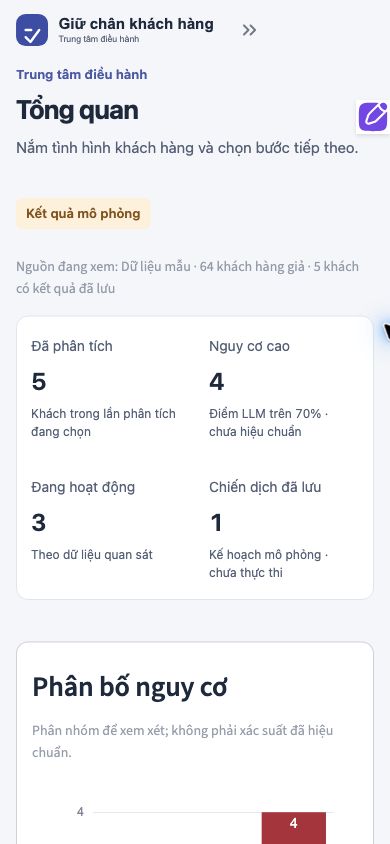 Giữ chân khách hàng
Trung tâm điều hành
Trung tâm điều hành
Tổng quan
Nắm tình hình khách hàng và chọn bước tiếp theo.
Kết quả mô phỏng
Nguồn đang xem: Dữ liệu mẫu · 64 khách hàng giả · 5 khách
có kết quả đã lưu
Đã phân tích
5
Khách trong lần phân tích
đang chọn
Nguy cơ cao
4
Điểm LLM trên 70% ·
chưa hiệu chuẩn
Đang hoạt động
3
Theo dữ liệu quan sát
Chiến dịch đã lưu
1
Kế hoạch mô phỏng ·
chưa thực thi
Phân bố nguy cơ
Phân nhóm để xem xét; không phải xác suất đã hiệu
chuẩn.
4
4